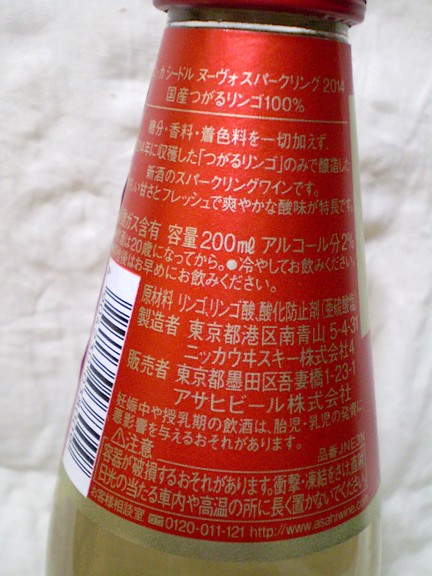 カシードル ヌーヴォスパークリング 2014
国産つがるリンゴ100%
糖分・香料・着色料を一切加えず、
4年に収穫した「つがるリンゴ」のみで醸造した
新酒のスパークリングワインです。
甘さとフレッシュで爽やかな酸味が特長です。
ガス含有 容量200ml アルコール分2%
は20歳になってから。●冷やしてお飲みください。
後はお早めにお飲みください。
原材料 リンゴ、リンゴ酸、酸化防止剤(亜硫酸塩)
製造者 東京都港区南青山5-4-31
ニッカウヰスキー株式会社4
販売者 東京都墨田区吾妻橋1-23-1
アサヒビール株式会社
妊娠中や授乳期の飲酒は、胎児・乳児の発育に
悪影響を与えるおそれがあります。
品番JNE
⚠注意
容器が破損するおそれがあります。衝撃・凍結をさけ、直射
日光の当たる車内や高温の所に長く置かないでください。
お客様相談室 0120-011-121 http://www.asahiwine.com